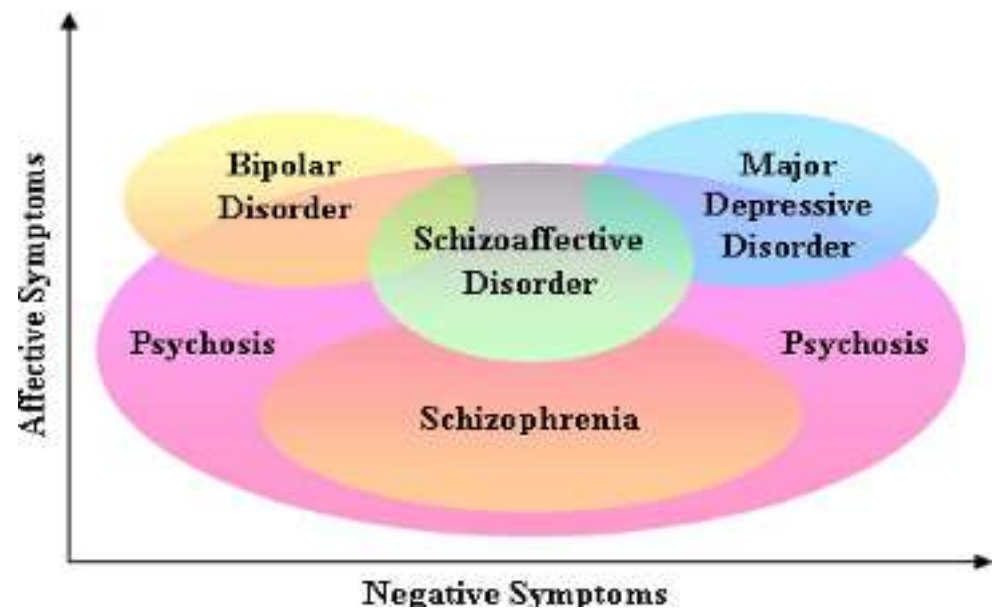 Affective Symptoms
Bipolar
Disorder
Major
Depressive
Disorder
Schizoaffective
Disorder
Psychosis
Psychosis
Schizophrenia
Negative Symptoms